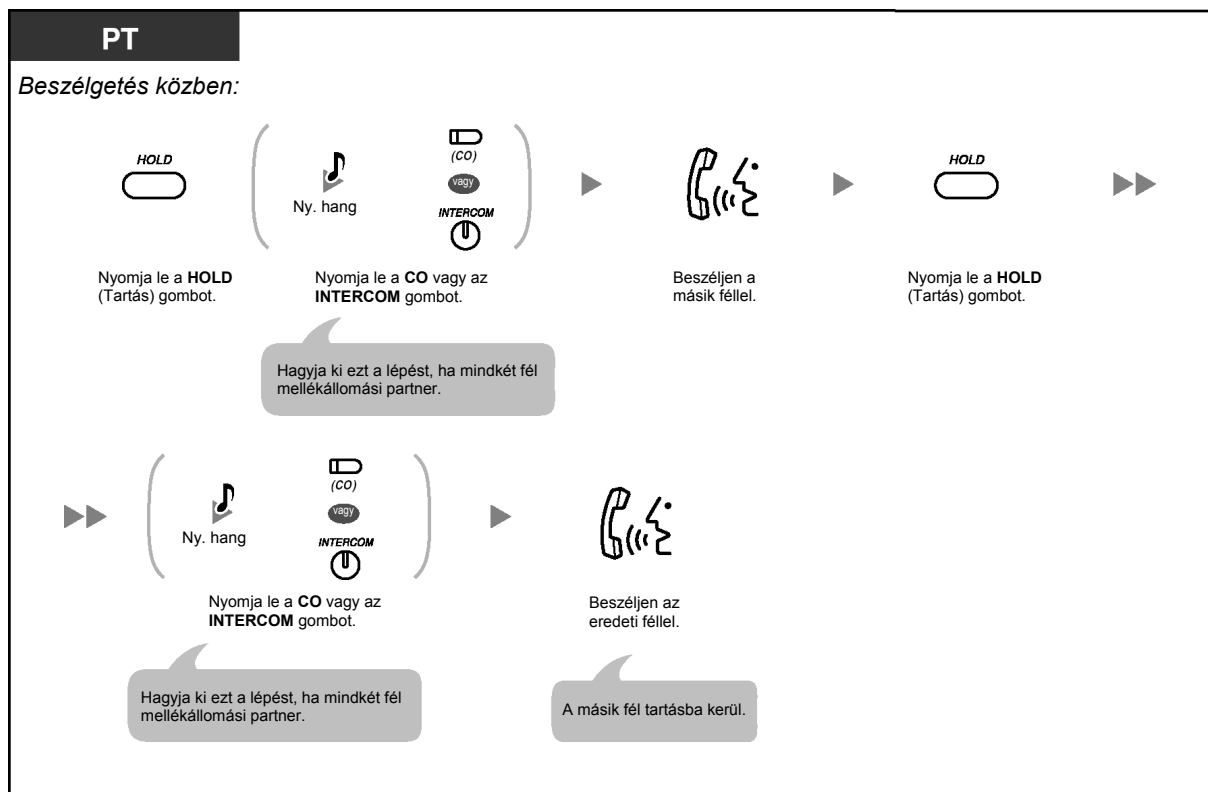 PT
Beszélgetés közben:
HOLD
Ny. hang
(CO)
vagy
INTERCOM
HOLD
Nyomja le a HOLD
(Tartás) gombot.
Nyomja le a CO vagy az
INTERCOM gombot.
Beszéljen a
másik féllel.
Nyomja le a HOLD
(Tartás) gombot.
Hagyja ki ezt a lépést, ha mindkét fél
mellékállomási partner.
Ny. hang
(CO)
vagy
INTERCOM
Nyomja le a CO vagy az
INTERCOM gombot.
Beszéljen az
eredeti féllel.
Hagyja ki ezt a lépést, ha mindkét fél
mellékállomási partner.
A másik fél tartásba kerül.